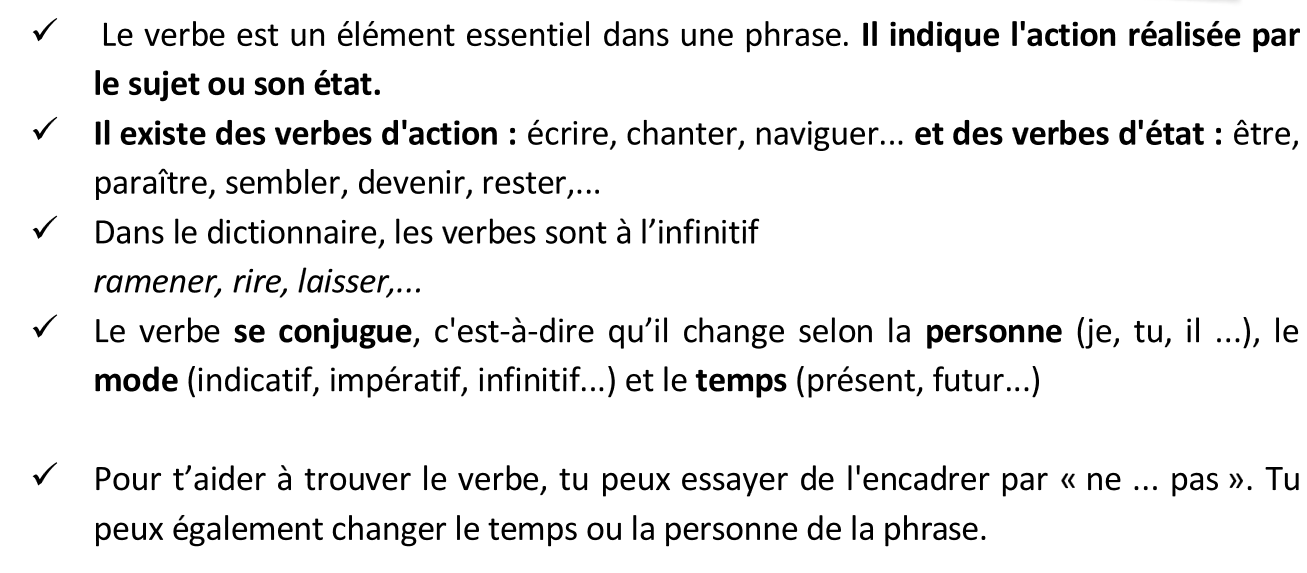 ✓ Le verbe est un élément essentiel dans une phrase. Il indique l'action réalisée par
le sujet ou son état.
✓ Il existe des verbes d'action : écrire, chanter, naviguer... et des verbes d'état : être,
paraître, sembler, devenir, rester,...
✓ Dans le dictionnaire, les verbes sont à l’infinitif
ramener, rire, laisser,...
✓ Le verbe se conjugue, c'est-à-dire qu’il change selon la personne (je, tu, il ...), le
mode (indicatif, impératif, infinitif...) et le temps (présent, futur...)
✓ Pour t’aider à trouver le verbe, tu peux essayer de l'encadrer par « ne ... pas ». Tu
peux également changer le temps ou la personne de la phrase.